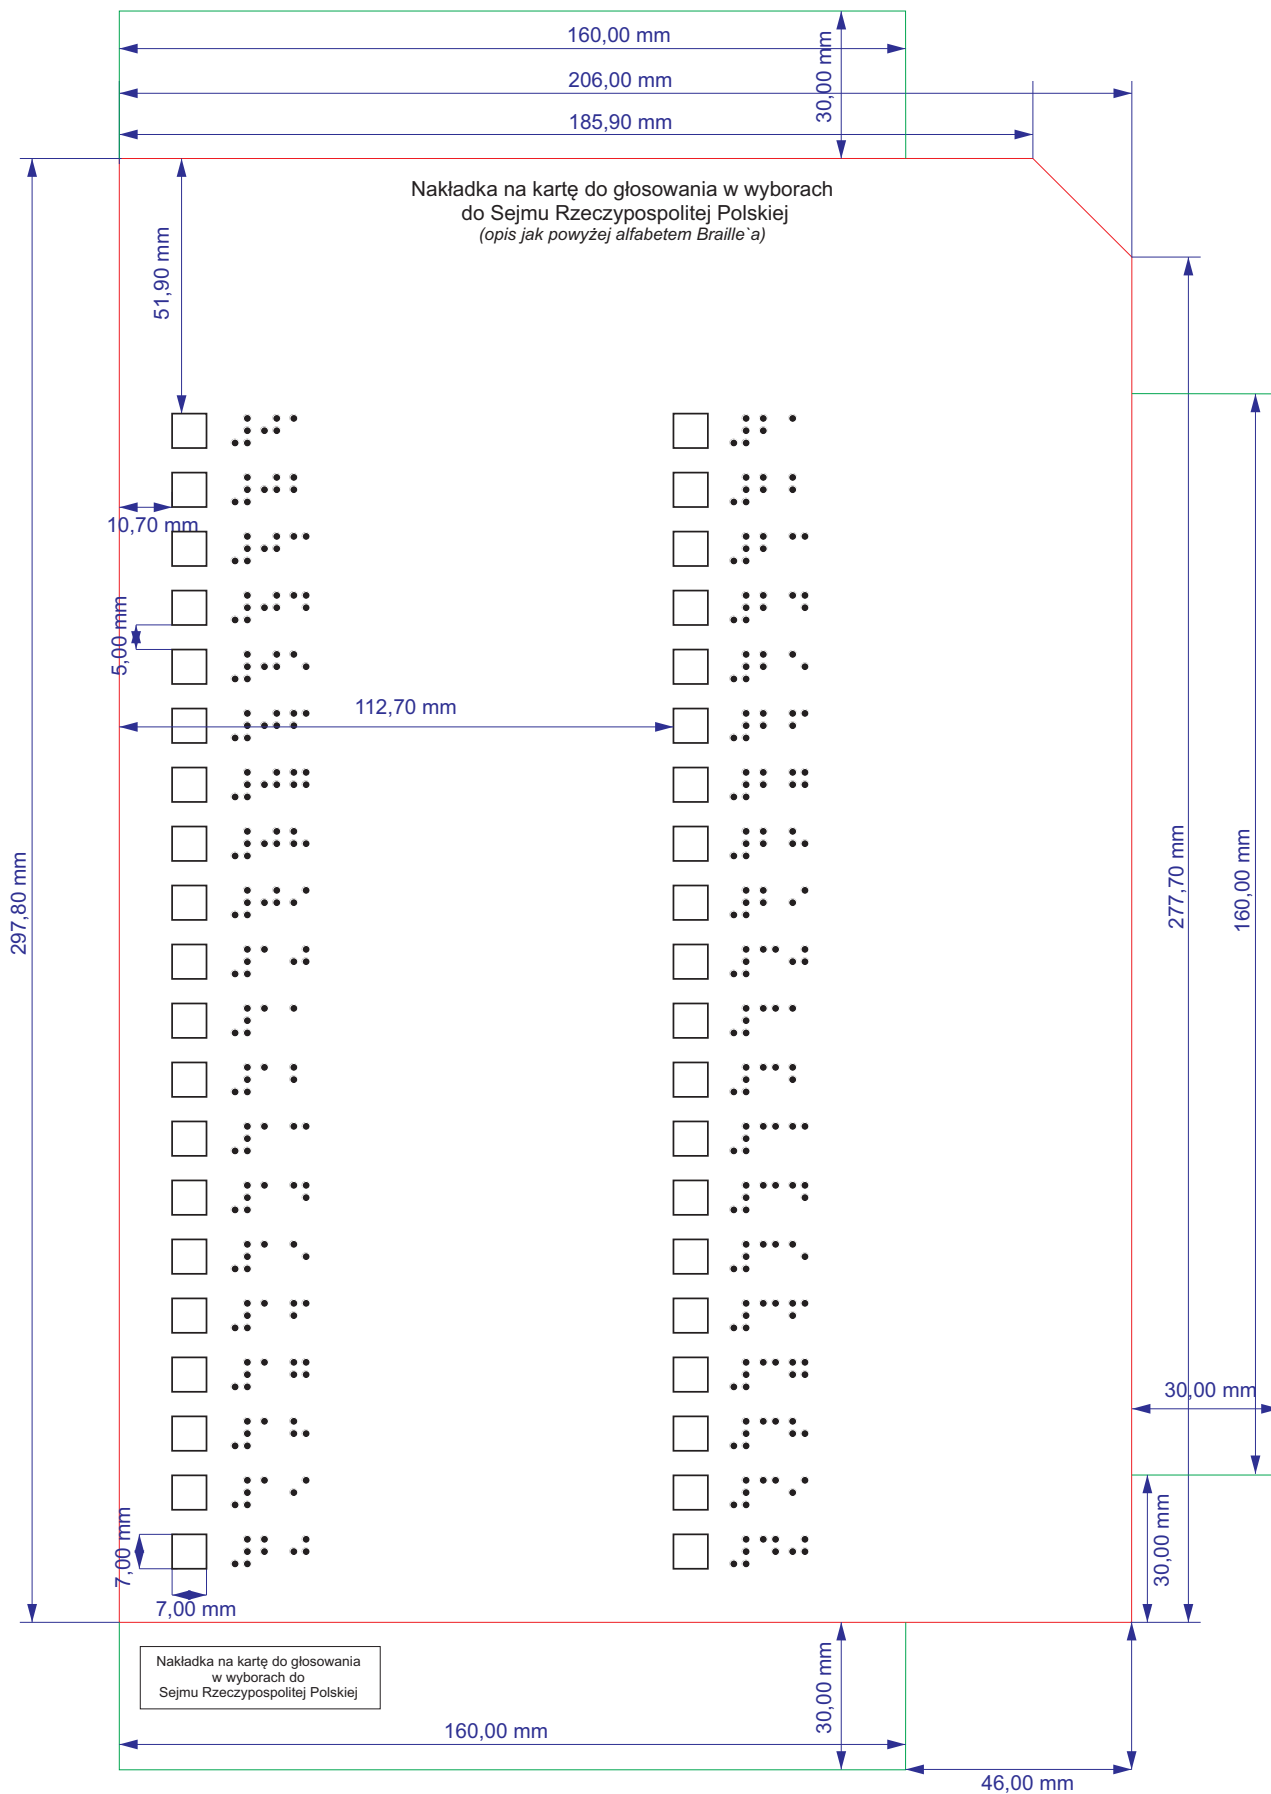 160,00 mm
30,00 mm
206,00 mm
185,90 mm
Nakładka na kartę do głosowania w wyborach
do Sejmu Rzeczypospolitej Polskiej
(opis jak powyżej alfabetem Braille`a)
51,90 mm
⠼⠚⠁ ⠼⠃⠁
⠼⠚⠃ ⠼⠃⠃
10,70 mm
⠼⠚⠉ ⠼⠃⠉
⠼⠚⠙ ⠼⠃⠙
5,00 mm
⠼⠚⠑ ⠼⠃⠑
112,70 mm
⠼⠚⠋ ⠼⠃⠋
⠼⠚⠛ ⠼⠃⠛
⠼⠚⠓ ⠼⠃⠓
297,80 mm
277,70 mm
160,00 mm
⠼⠚⠊ ⠼⠃⠊
⠼⠁⠚ ⠼⠉⠚
⠼⠁⠁ ⠼⠉⠁
⠼⠁⠃ ⠼⠉⠃
⠼⠁⠉ ⠼⠉⠉
⠼⠁⠙ ⠼⠉⠙
⠼⠁⠑ ⠼⠉⠑
⠼⠁⠋ ⠼⠉⠋
⠼⠁⠛ ⠼⠉⠛
30,00 mm
⠼⠁⠓ ⠼⠉⠓
⠼⠁⠊ ⠼⠉⠊
⠼⠃⠚ ⠼⠙⠚
7,00 mm
30,00 mm
7,00 mm
Nakładka na kartę do głosowania
w wyborach do
Sejmu Rzeczypospolitej Polskiej
30,00 mm
160,00 mm
46,00 mm